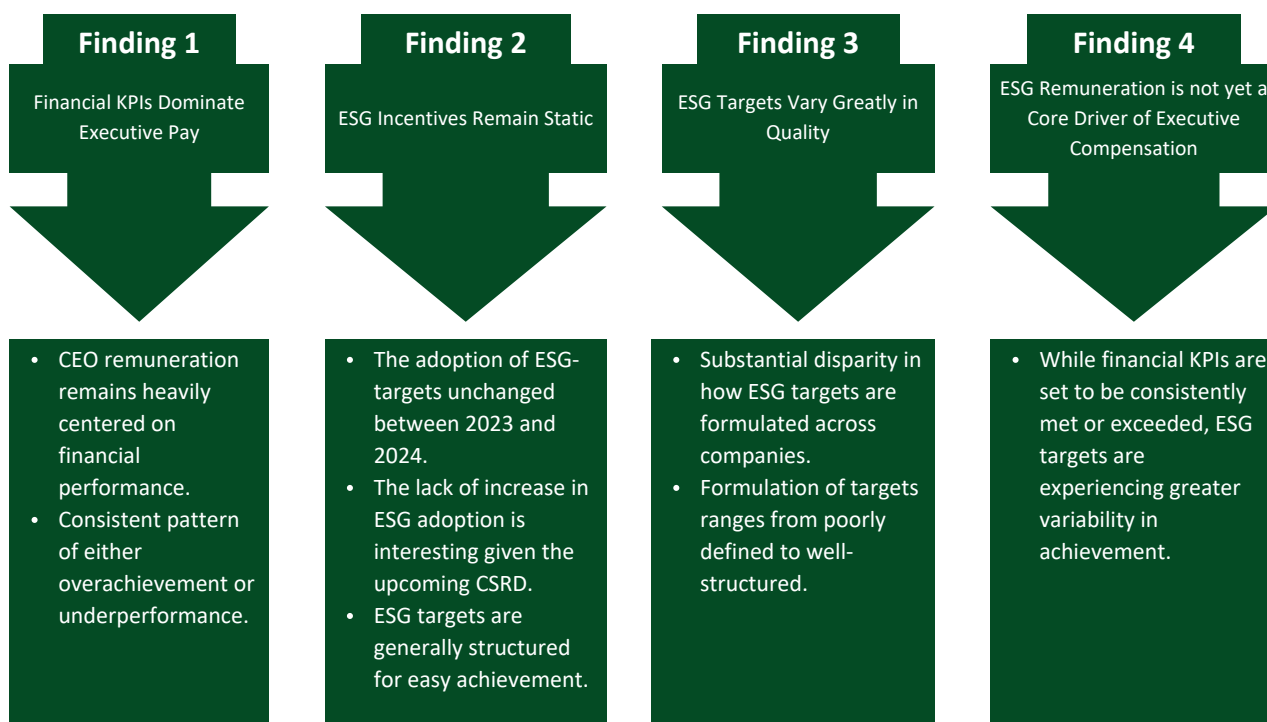 Finding 1
Financial KPIs Dominate
Executive Pay
• CEO remuneration
remains heavily
centered on
financial
performance.
• Consistent pattern
of either
overachievement or
underperformance.
Finding 2
ESG Incentives Remain Static
• The adoption of ESG-
targets unchanged
between 2023 and
2024.
• The lack of increase in
ESG adoption is
interesting given the
upcoming CSRD.
• ESG targets are
generally structured
for easy achievement.
Finding 3
ESG Targets Vary Greatly in
Quality
• Substantial disparity in
how ESG targets are
formulated across
companies.
• Formulation of targets
ranges from poorly
defined to well-
structured.
Finding 4
ESG Remuneration is not yet a
Core Driver of Executive
Compensation
• While financial KPIs are
set to be consistently
met or exceeded, ESG
targets are
experiencing greater
variability in
achievement.